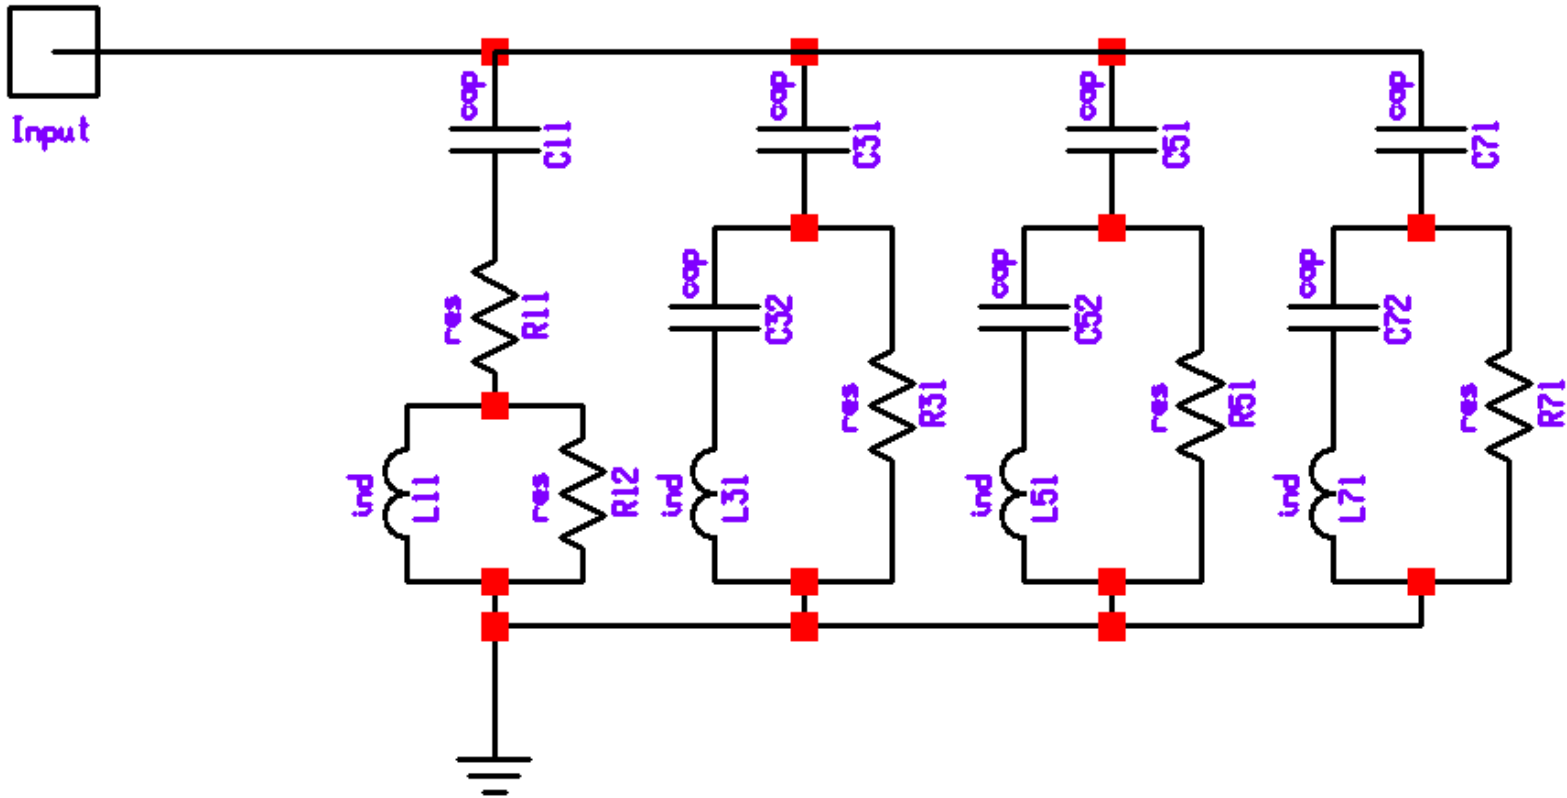 Input
cap
C11
cap
C31
cap
C51
cap
C71
res
R11
cap
C32
cap
C52
cap
C72
res
R31
res
R51
res
R71
ind
L11
res
R12
ind
L31
ind
L51
ind
L71